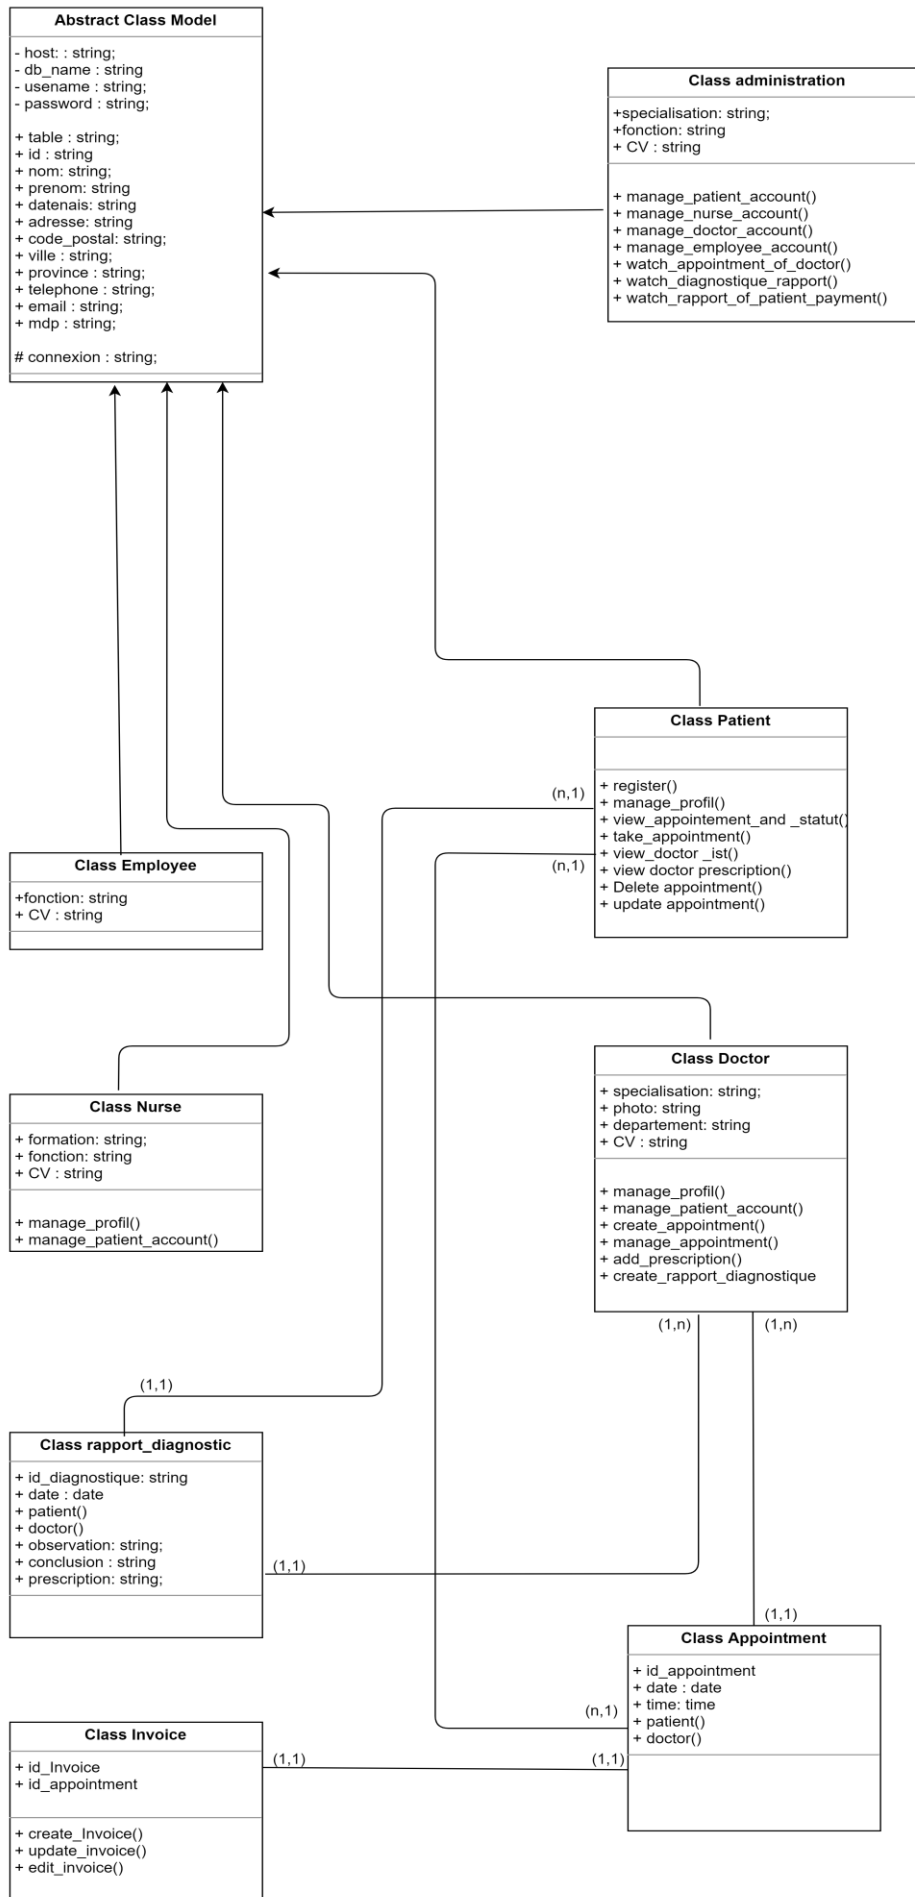 Abstract Class Model
- host: : string;
- db_name : string
- usename : string;
- password : string;
+ table : string;
+ id : string
+ nom: string;
+ prenom: string
+ datenais: string
+ adresse: string
+ code_postal: string;
+ ville : string;
+ province : string;
+ telephone : string;
+ email : string;
+ mdp : string;
# connexion : string;
Class administration
+specialisation: string;
+fonction: string
+ CV : string
+ manage_patient_account()
+ manage_nurse_account()
+ manage_doctor_account()
+ manage_employee_account()
+ watch_appointment_of_doctor()
+ watch_diagnostique_rapport()
+ watch_rapport_of_patient_payment()
Class Patient
+ register()
+ manage_profil()
+ view_appointement_and _statut()
+ take_appointment()
+ view_doctor _ist()
+ view doctor prescription()
+ Delete appointment()
+ update appointment()
(n,1)
(n,1)
Class Employee
+fonction: string
+ CV : string
Class Nurse
+ formation: string;
+ fonction: string
+ CV : string
+ manage_profil()
+ manage_patient_account()
Class Doctor
+ specialisation: string;
+ photo: string
+ departement: string
+ CV : string
+ manage_profil()
+ manage_patient_account()
+ create_appointment()
+ manage_appointment()
+ add_prescription()
+ create_rapport_diagnostique
(1,n)
(1,n)
(1,1)
Class rapport_diagnostic
+ id_diagnostique: string
+ date : date
+ patient()
+ doctor()
+ observation: string;
+ conclusion : string
+ prescription: string;
(1,1)
(1,1)
Class Appointment
+ id_appointment
+ date : date
+ time: time
+ patient()
+ doctor()
(n,1)
(1,1)
(1,1)
Class Invoice
+ id_Invoice
+ id_appointment
+ create_Invoice()
+ update_invoice()
+ edit_invoice()